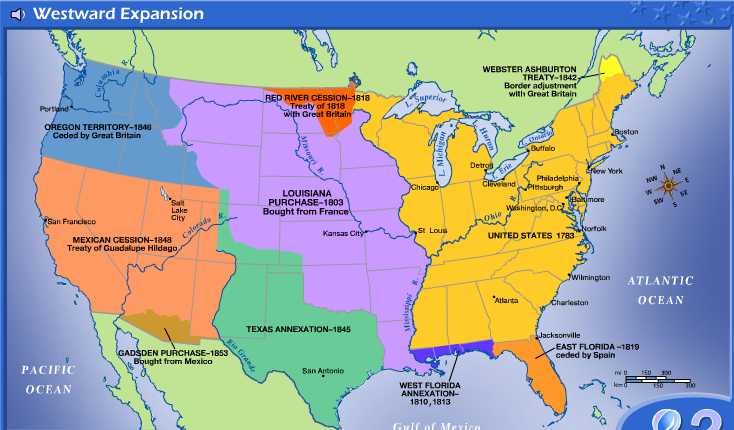 Westward Expansion
WEBSTER ASHBURTON
TREATY-1842
Border adjustment
with Great Britain
Columbia R.
Portland
OREGON TERRITORY-1846
Ceded by Great Britain
RED RIVER CESSION-1818
Treaty of 1818
with Great Britain
L. Superior
L. Michigan
Huron
L. Ontario
L. Erie
Boston
Buffalo
Detroit
Cleveland
Chicago
New York
Philadelphia
Pittsburgh
Baltimore
Washington, D.C.
N
NE
E
SE
S
SW
W
NW
Missouri R.
LOUISIANA
PURCHASE-1803
Bought from France
Salt
Lake
City
San Francisco
Colorado R.
MEXICAN CESSION-1848
Treaty of Guadalupe Hildago
Kansas City
St Louis
Ohio R.
UNITED STATES 1783
Norfolk
Wilmington
ATLANTIC
OCEAN
Mississippi R.
Atlanta
Charleston
TEXAS ANNEXATION-1845
Jacksonville
EAST FLORIDA -1819
ceded by Spain
GADSDEN PURCHASE-1853
Bought from Mexico
Rio Grande
San Antonio
PACIFIC
OCEAN
WEST FLORIDA
ANNEXATION-
1810, 1813
mi 0 150 300
km 0 150 300
Gulf of Mexico